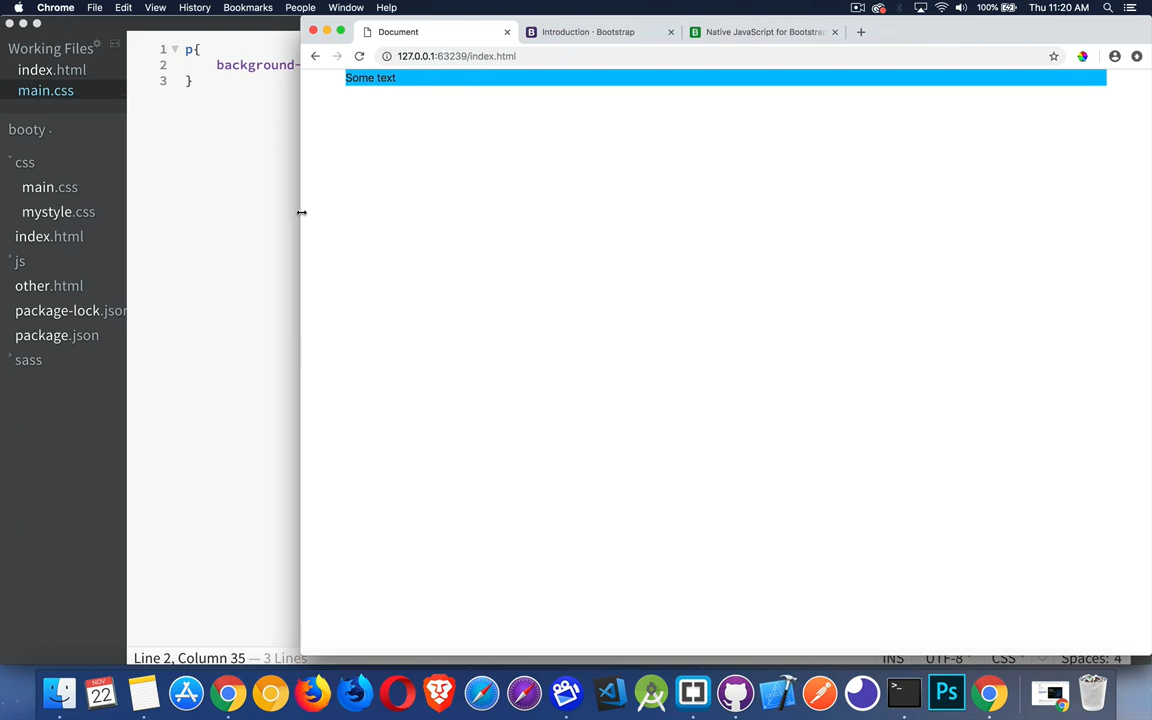 Chrome File Edit View History Bookmarks People Window Help 100% Thu 11:20 AM
Working Files
index.html
main.css
booty
css
main.css
mystyle.css
index.html
js
other.html
package-lock.json
package.json
sass
1 p{
2 background-
3 }
Line 2, Column 35 — 3 Lines
Document
Introduction · Bootstrap
Native JavaScript for Bootstrap
127.0.0.1:63239/index.html
Some text
INS UTF-8 CSS Spaces: 4
NOV
22
Ps